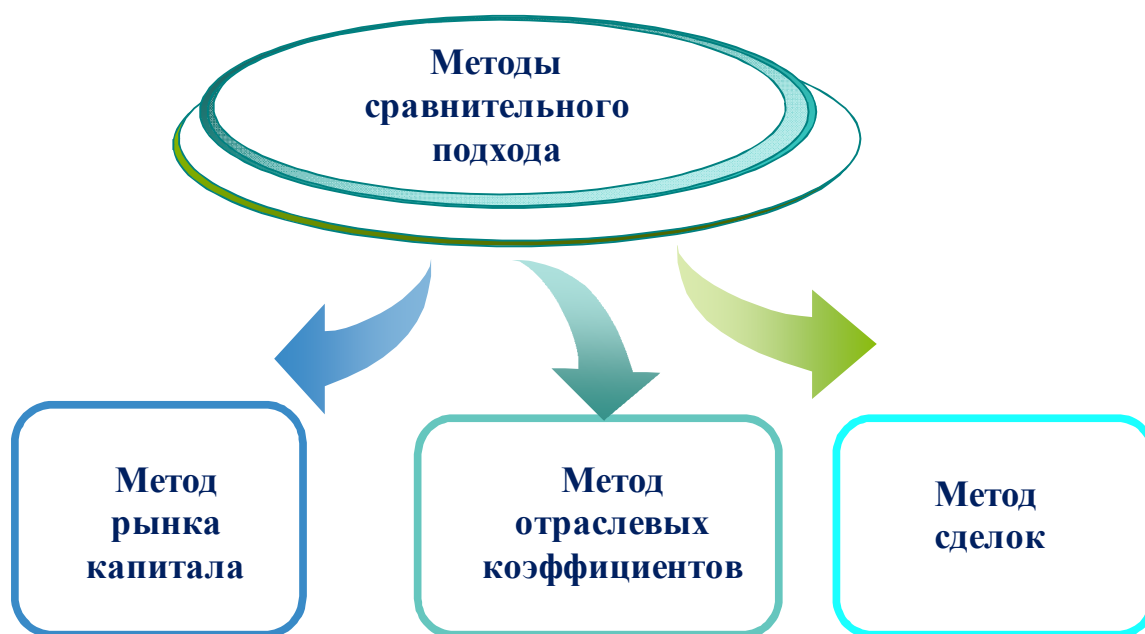 Методы
сравнительного
подхода
Метод
рынка
капитала
Метод
отраслевых
коэффициентов
Метод
сделок